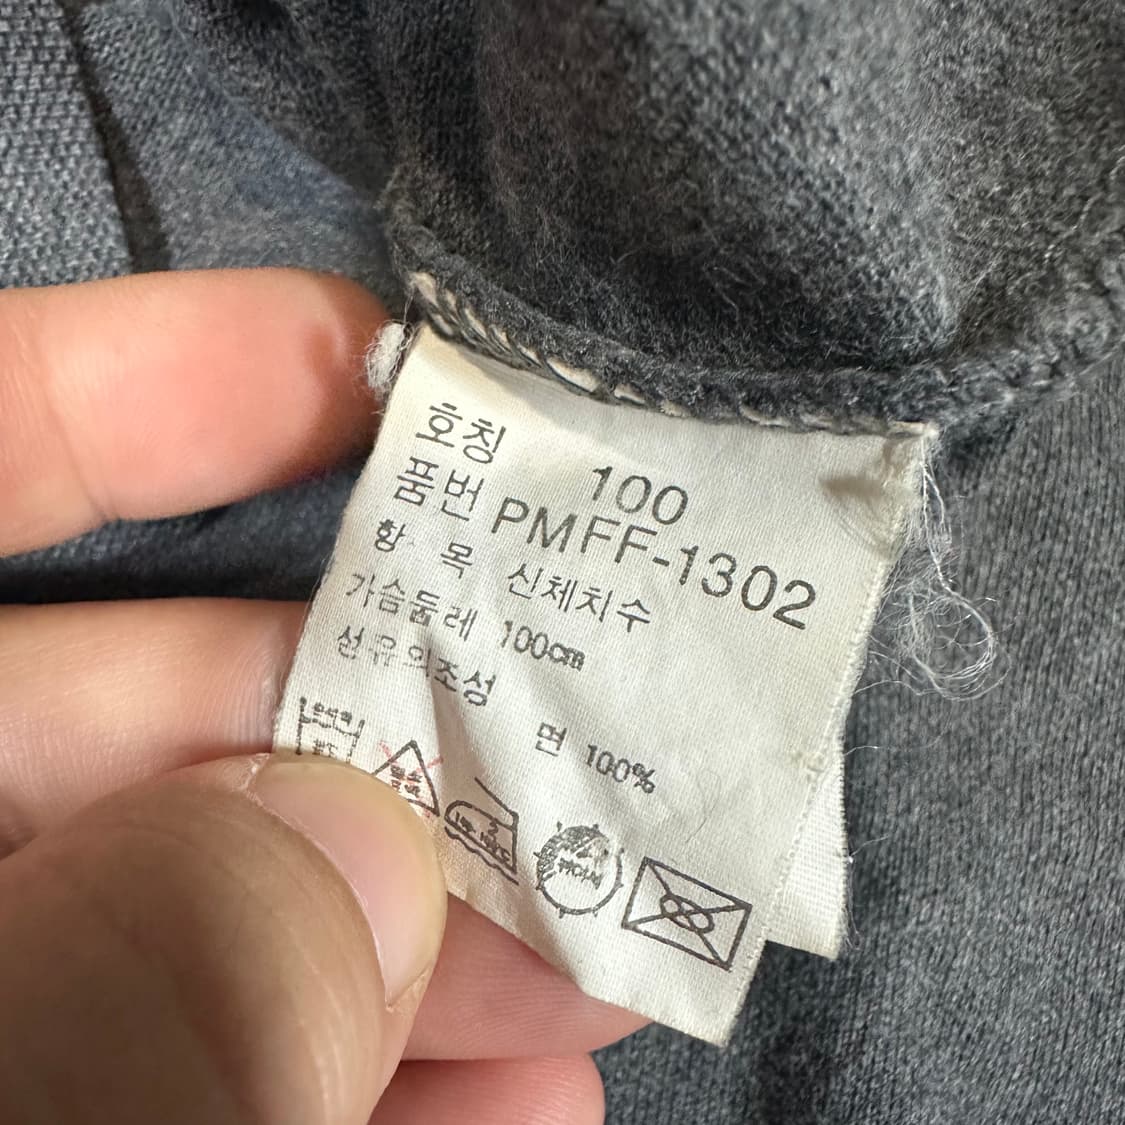 호칭 100
품번 PMFF-1302
항 목 신체치수
가슴둘레 100cm
섬유의조성
면 100%